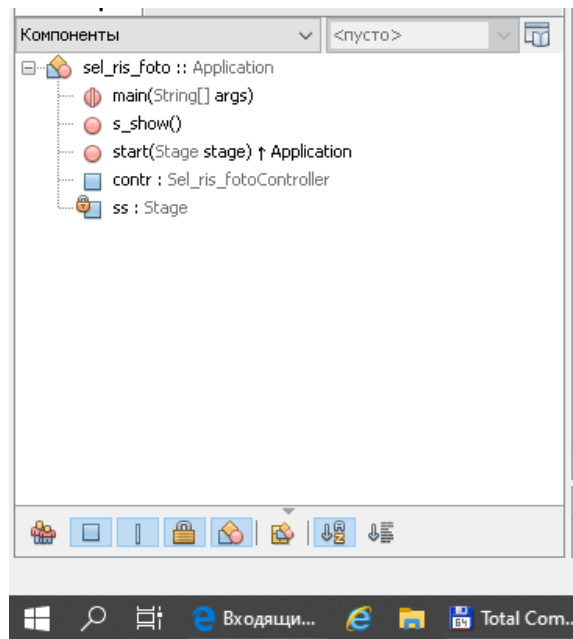 Компоненты <пусто>
sel_ris_foto :: Application
main(String[] args)
s_show()
start(Stage stage) ↑ Application
contr : Sel_ris_fotoController
ss : Stage
Входящи... Total Com...